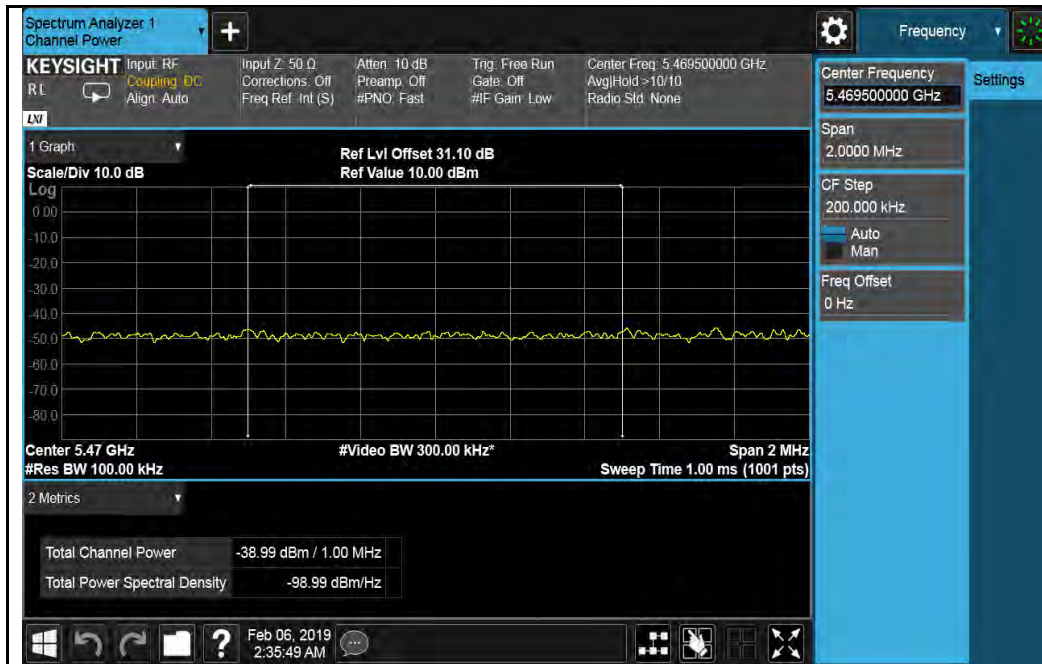 Spectrum Analyzer 1
Channel Power
Frequency
KEYSIGHT
RL
LXI
Input: RF
Coupling: DC
Align: Auto
Input Z: 50 Ω
Corrections: Off
Freq Ref: Int (S)
Atten: 10 dB
Preamp: Off
#PNO: Fast
Trig: Free Run
Gate: Off
#IF Gain: Low
Center Freq: 5.469500000 GHz
Avg|Hold >10/10
Radio Std: None
Center Frequency
5.469500000 GHz
Settings
Span
2.0000 MHz
CF Step
200.000 kHz
Auto
Man
Freq Offset
0 Hz
1 Graph
Scale/Div 10.0 dB
Ref Lvl Offset 31.10 dB
Ref Value 10.00 dBm
Log
0.00
-10.0
-20.0
-30.0
-40.0
-50.0
-60.0
-70.0
-80.0
Center 5.47 GHz
#Res BW 100.00 kHz
#Video BW 300.00 kHz*
Span 2 MHz
Sweep Time 1.00 ms (1001 pts)
2 Metrics
Total Channel Power -38.99 dBm / 1.00 MHz
Total Power Spectral Density -98.99 dBm/Hz
Feb 06, 2019
2:35:49 AM